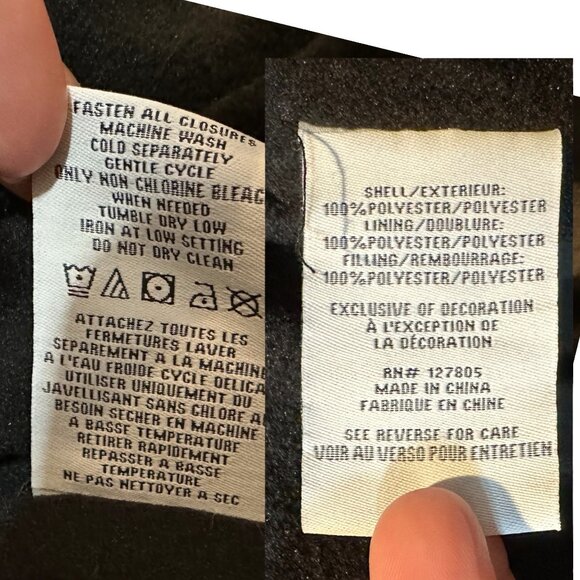 FASTEN ALL CLOSURES
MACHINE WASH
COLD SEPARATELY
GENTLE CYCLE
ONLY NON-CHLORINE BLEAC
WHEN NEEDED
TUMBLE DRY LOW
IRON AT LOW SETTING
DO NOT DRY CLEAN
ATTACHEZ TOUTES LES
FERMETURES LAVER
SEPAREMENT A LA MACHINE
A L'EAU FROIDE CYCLE DELICA
UTILISER UNIQUEMENT DU
JAVELLISANT SANS CHLORE AU
BESOIN SECHER EN MACHINE
A BASSE TEMPERATURE
RETIRER RAPIDEMENT
REPASSER A BASSE
TEMPERATURE
NE PAS NETTOYER A SEC
SHELL/EXTERIEUR:
100%POLYESTER/POLYESTER
LINING/DOUBLURE:
100%POLYESTER/POLYESTER
FILLING/REMBOURRAGE:
100%POLYESTER/POLYESTER
EXCLUSIVE OF DECORATION
À L'EXCEPTION DE
LA DÉCORATION
RN# 127805
MADE IN CHINA
FABRIQUE EN CHINE
SEE REVERSE FOR CARE
VOIR AU VERSO POUR ENTRETIEN